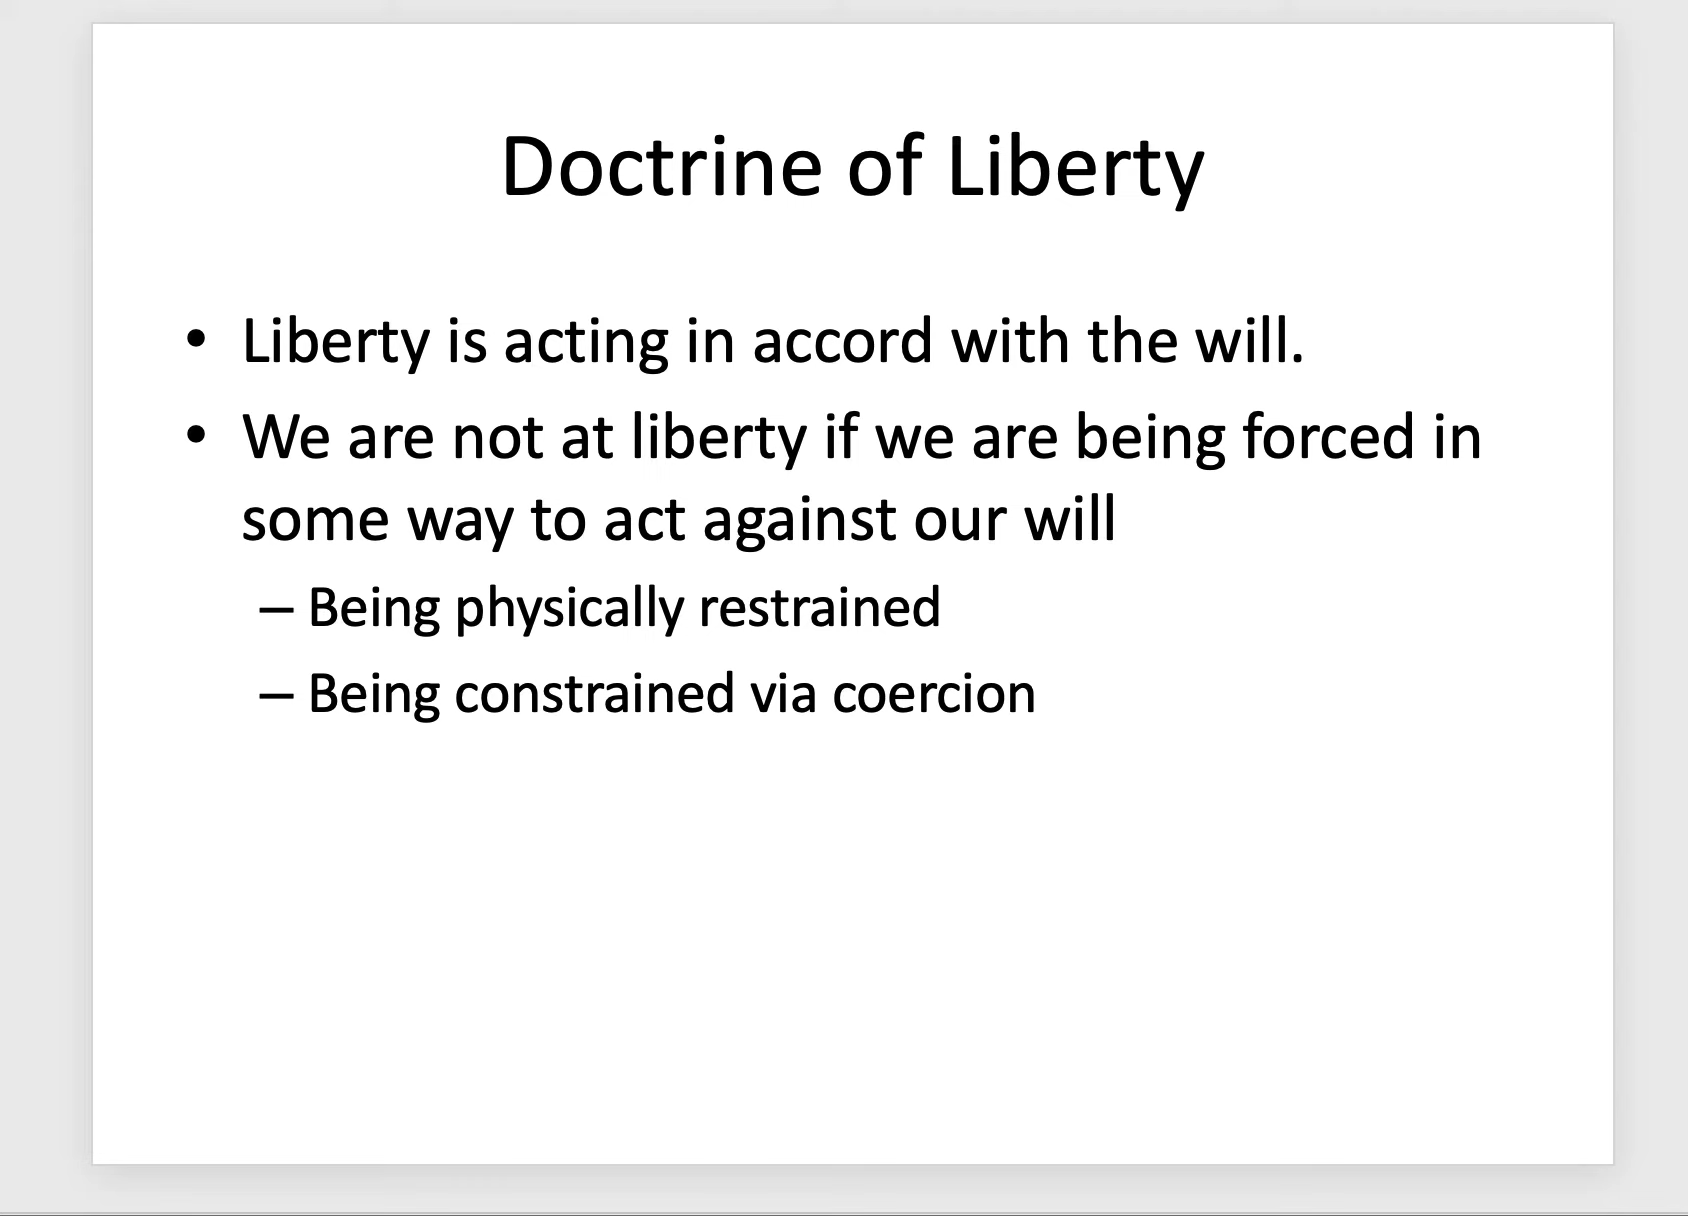 Doctrine of Liberty
• Liberty is acting in accord with the will.
• We are not at liberty if we are being forced in
some way to act against our will
– Being physically restrained
– Being constrained via coercion